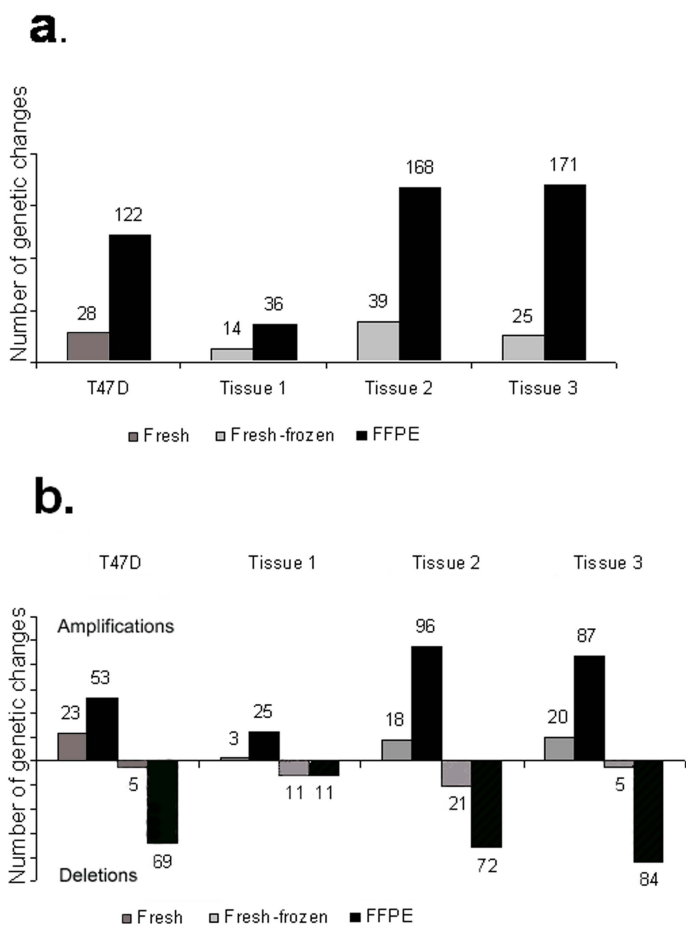 a.
Number of genetic changes
28
122
14
36
39
168
25
171
T47D
Tissue 1
Tissue 2
Tissue 3
Fresh
Fresh-frozen
FFPE
b.
T47D
Tissue 1
Tissue 2
Tissue 3
Number of genetic changes
Amplifications
23
53
5
69
3
25
11
11
18
96
21
72
20
87
5
84
Deletions
Fresh
Fresh-frozen
FFPE